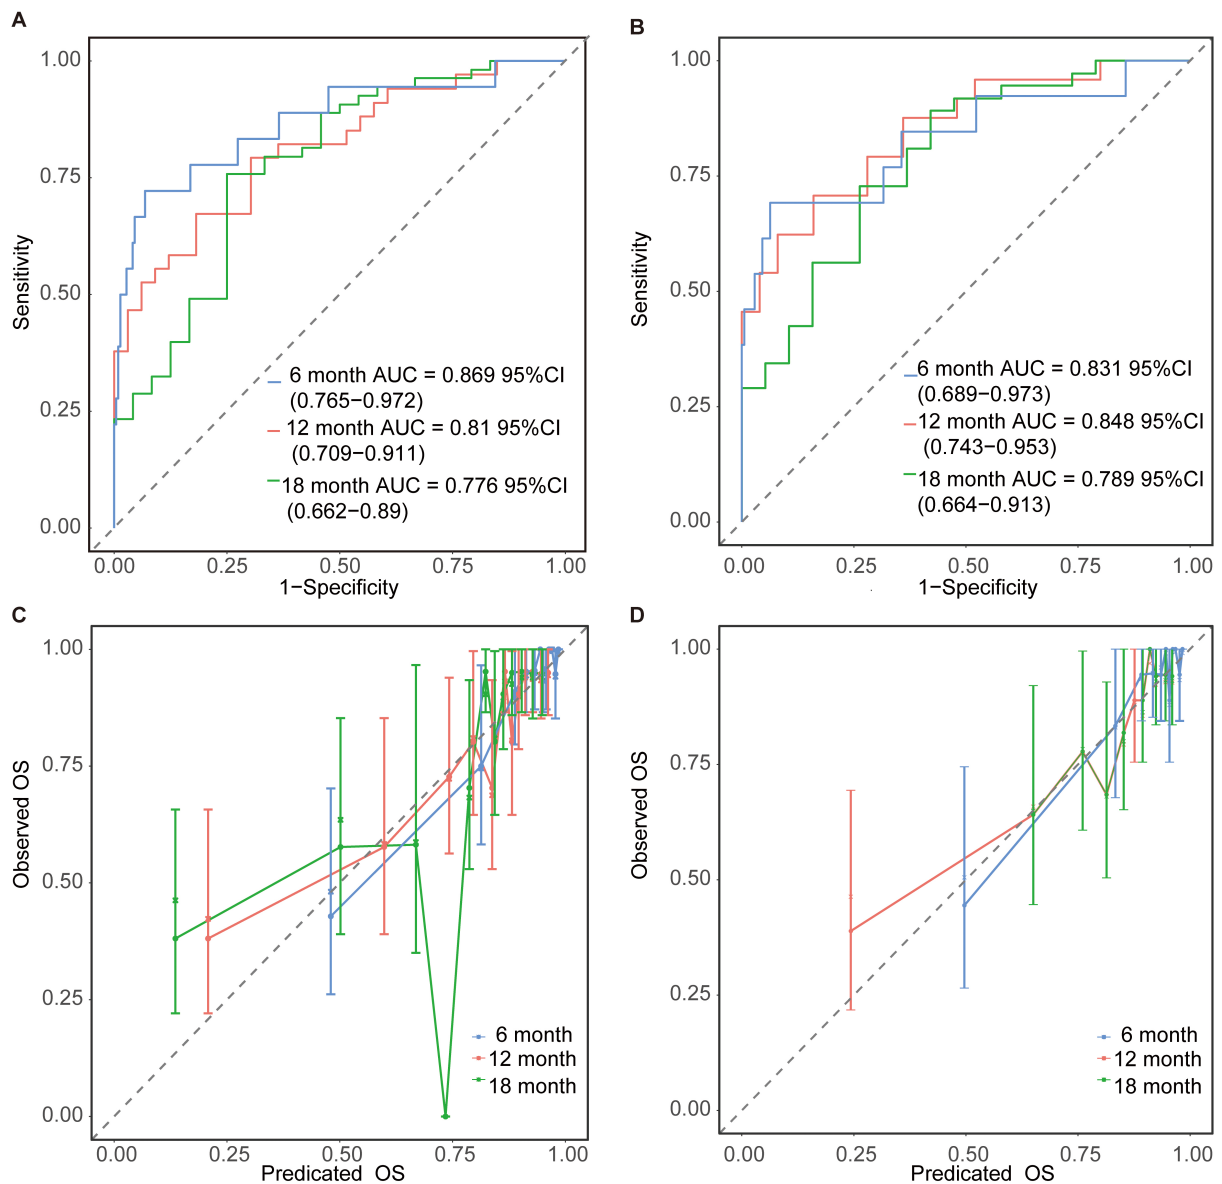 A
1.00
0.75
0.50
0.25
0.00
Sensitivity
6 month AUC = 0.869 95%CI
(0.765−0.972)
12 month AUC = 0.81 95%CI
(0.709−0.911)
18 month AUC = 0.776 95%CI
(0.662−0.89)
0.00 0.25 0.50 0.75 1.00
1−Specificity
B
1.00
0.75
0.50
0.25
0.00
Sensitivity
6 month AUC = 0.831 95%CI
(0.689−0.973)
12 month AUC = 0.848 95%CI
(0.743−0.953)
18 month AUC = 0.789 95%CI
(0.664−0.913)
0.00 0.25 0.50 0.75 1.00
1−Specificity
C
1.00
0.75
0.50
0.25
0.00
Observed OS
6 month
12 month
18 month
0.00 0.25 0.50 0.75 1.00
Predicated OS
D
1.00
0.75
0.50
0.25
0.00
Observed OS
6 month
12 month
18 month
0.00 0.25 0.50 0.75 1.00
Predicated OS